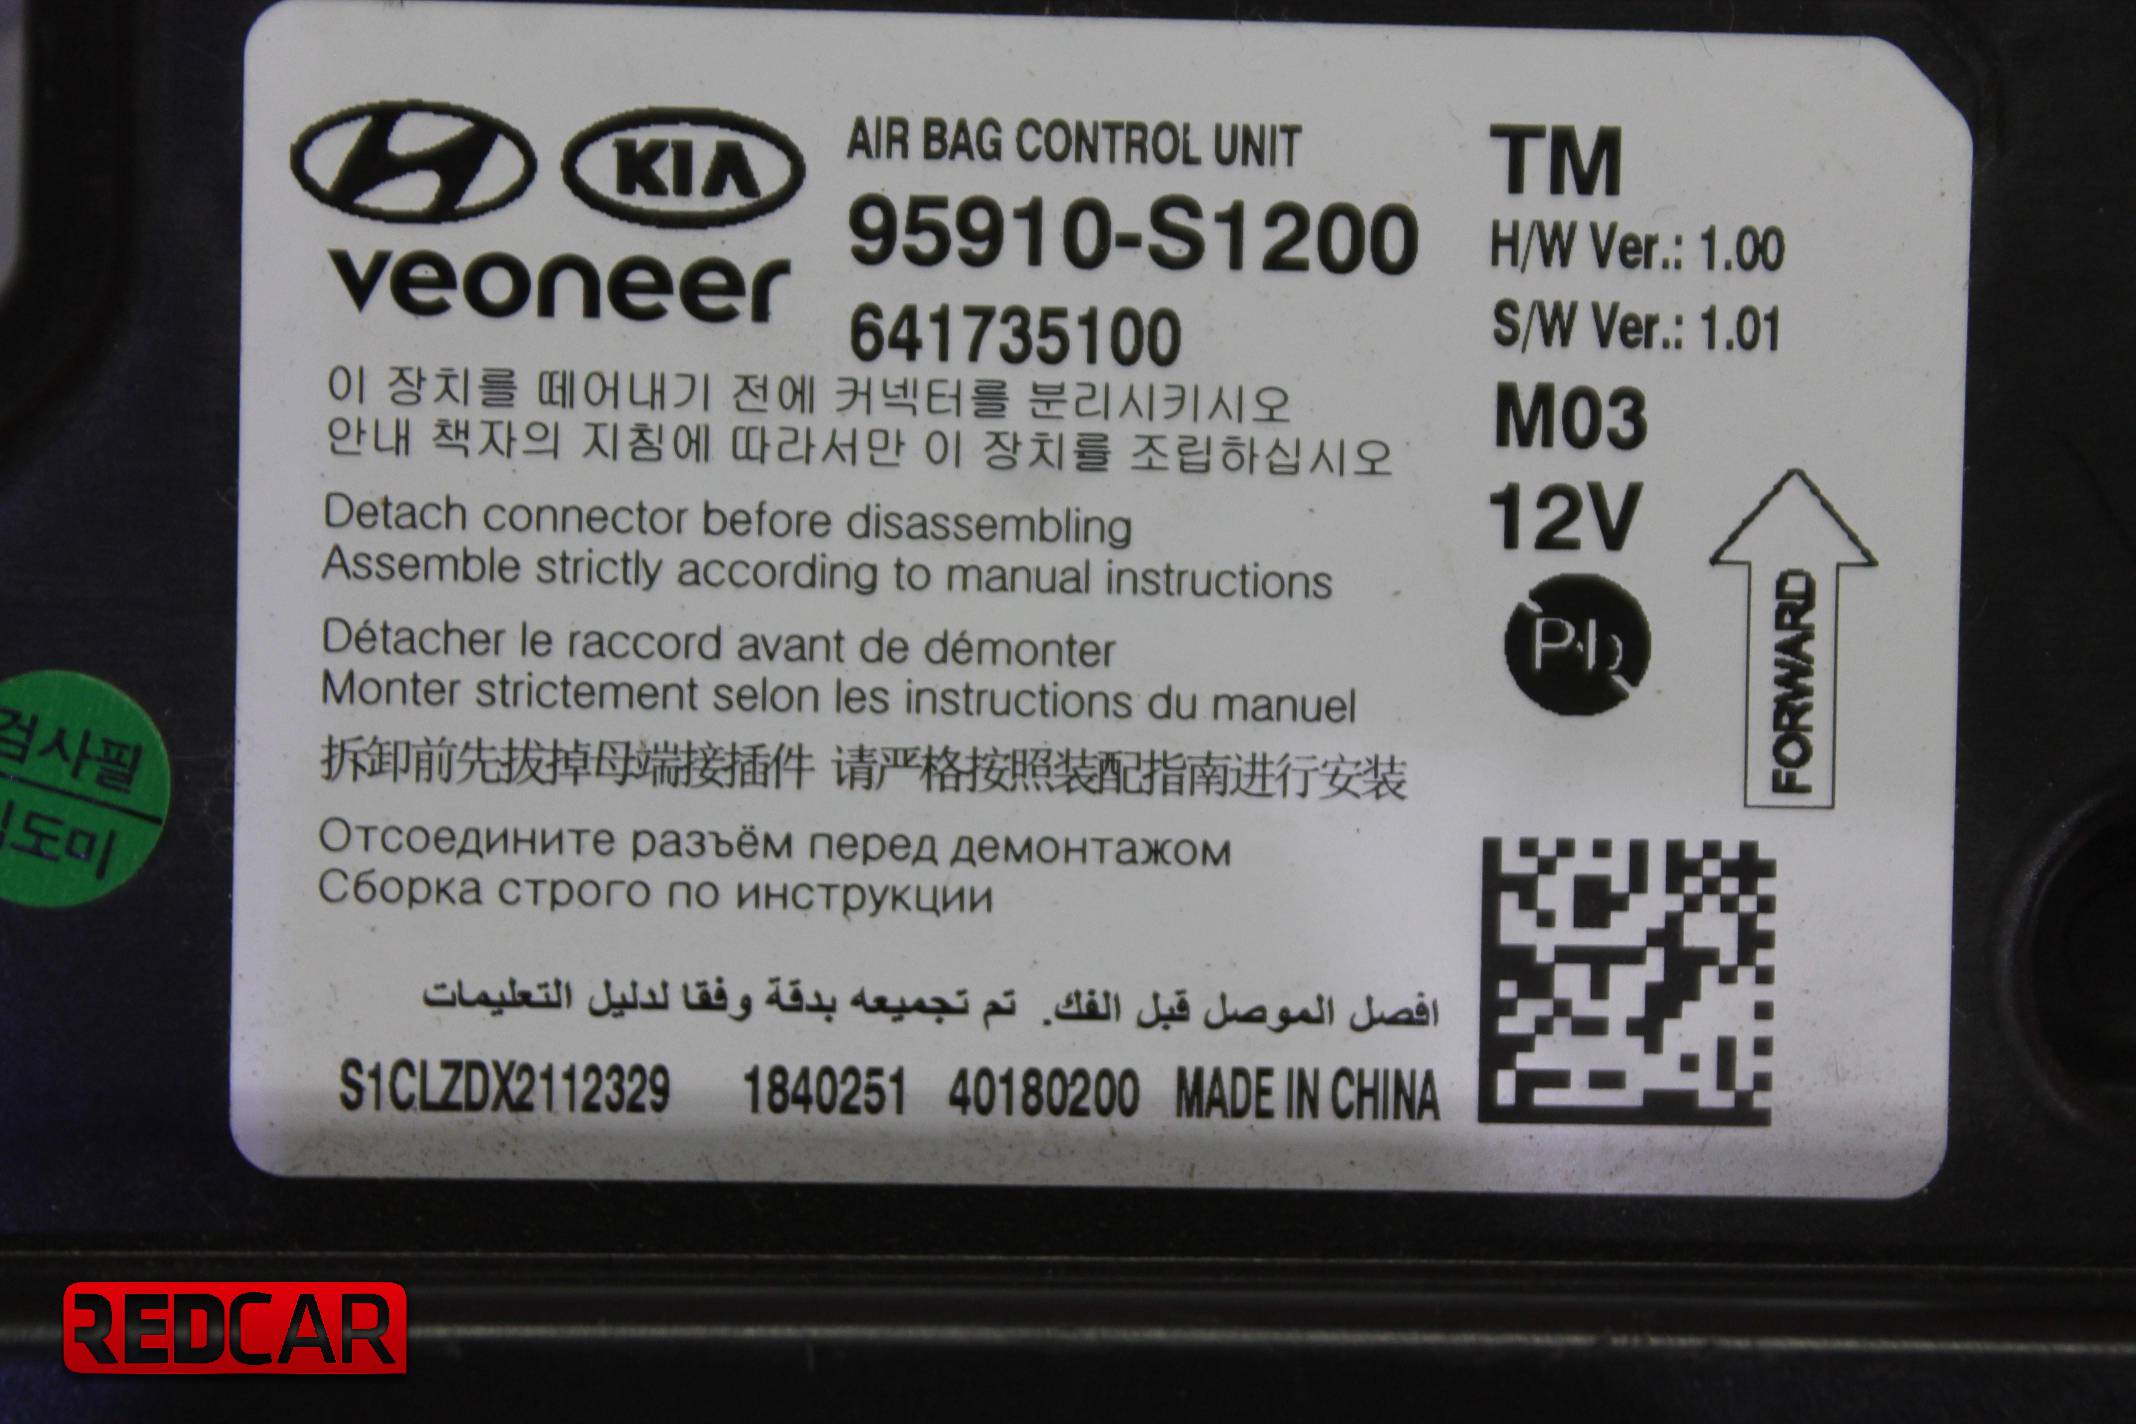 KIA
AIR BAG CONTROL UNIT
TM
95910-S1200
H/W Ver.: 1.00
veoneer
641735100
S/W Ver.: 1.01
이 장치를 떼어내기 전에 커넥터를 분리시키시오
안내 책자의 지침에 따라서만 이 장치를 조립하십시오
M03
12V
Detach connector before disassembling
Assemble strictly according to manual instructions
Pb
FORWARD
Détacher le raccord avant de démonter
Monter strictement selon les instructions du manuel
拆卸前先拔掉母端接插件 请严格按照装配指南进行安装
Отсоедините разъём перед демонтажом
Сборка строго по инструкции
افصل الموصل قبل الفك. تم تجميعه بدقة وفقا لدليل التعليمات
S1CLZDX2112329 1840251 40180200 MADE IN CHINA
검사필
도미
REDCAR